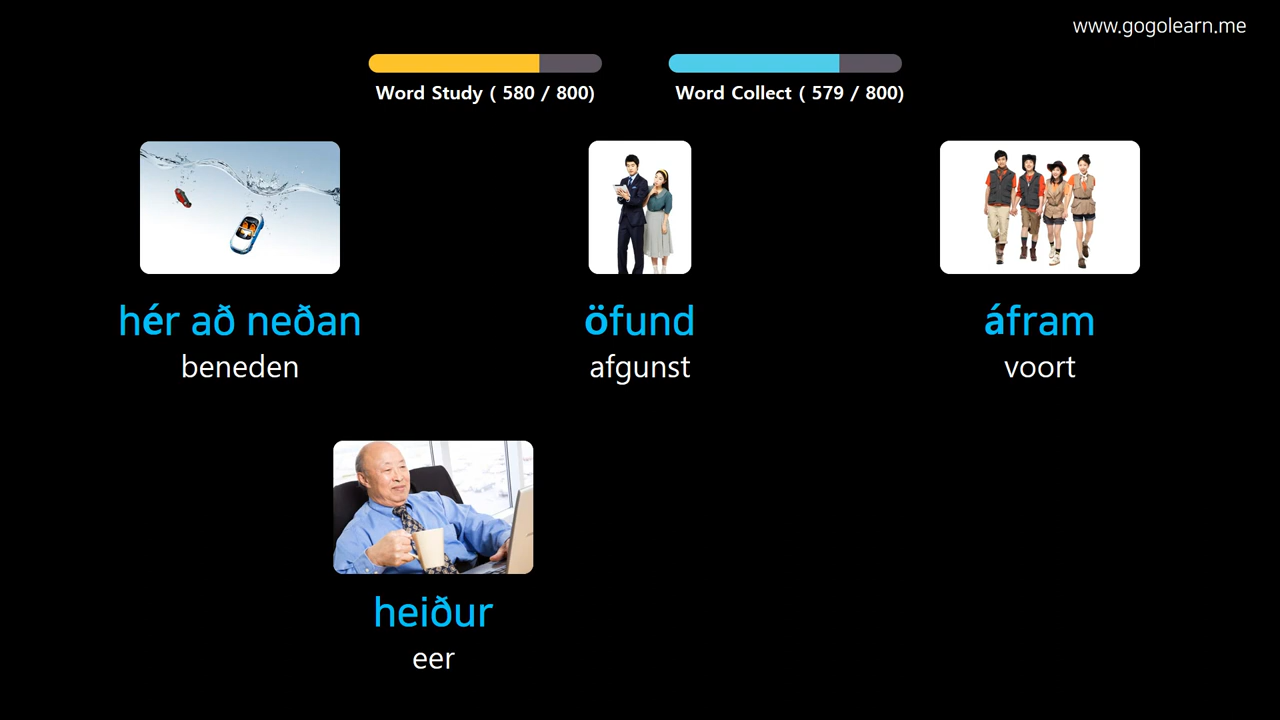 www.gogolearn.me
Word Study ( 580 / 800)
Word Collect ( 579 / 800)
hér að neðan
beneden
öfund
afgunst
áfram
voort
heiður
eer